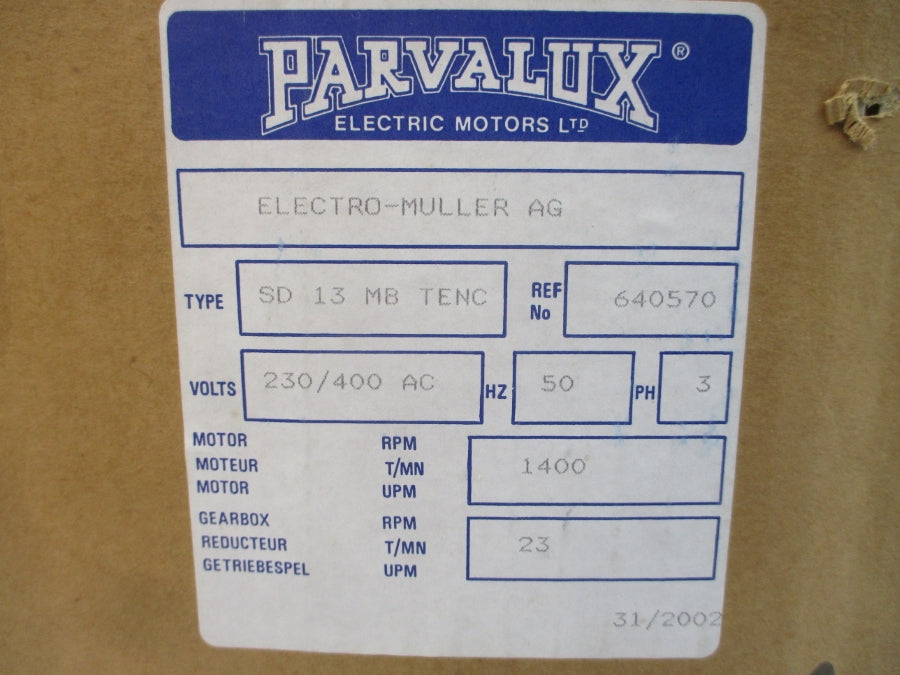 PARVALUX ®
ELECTRIC MOTORS LTD
ELECTRO-MULLER AG
TYPE SD 13 MB TENC REF No 640570
VOLTS 230/400 AC HZ 50 PH 3
MOTOR RPM
MOTEUR T/MN 1400
MOTOR UPM
GEARBOX RPM
REDUCTEUR T/MN 23
GETRIEBESPEL UPM
31/2002